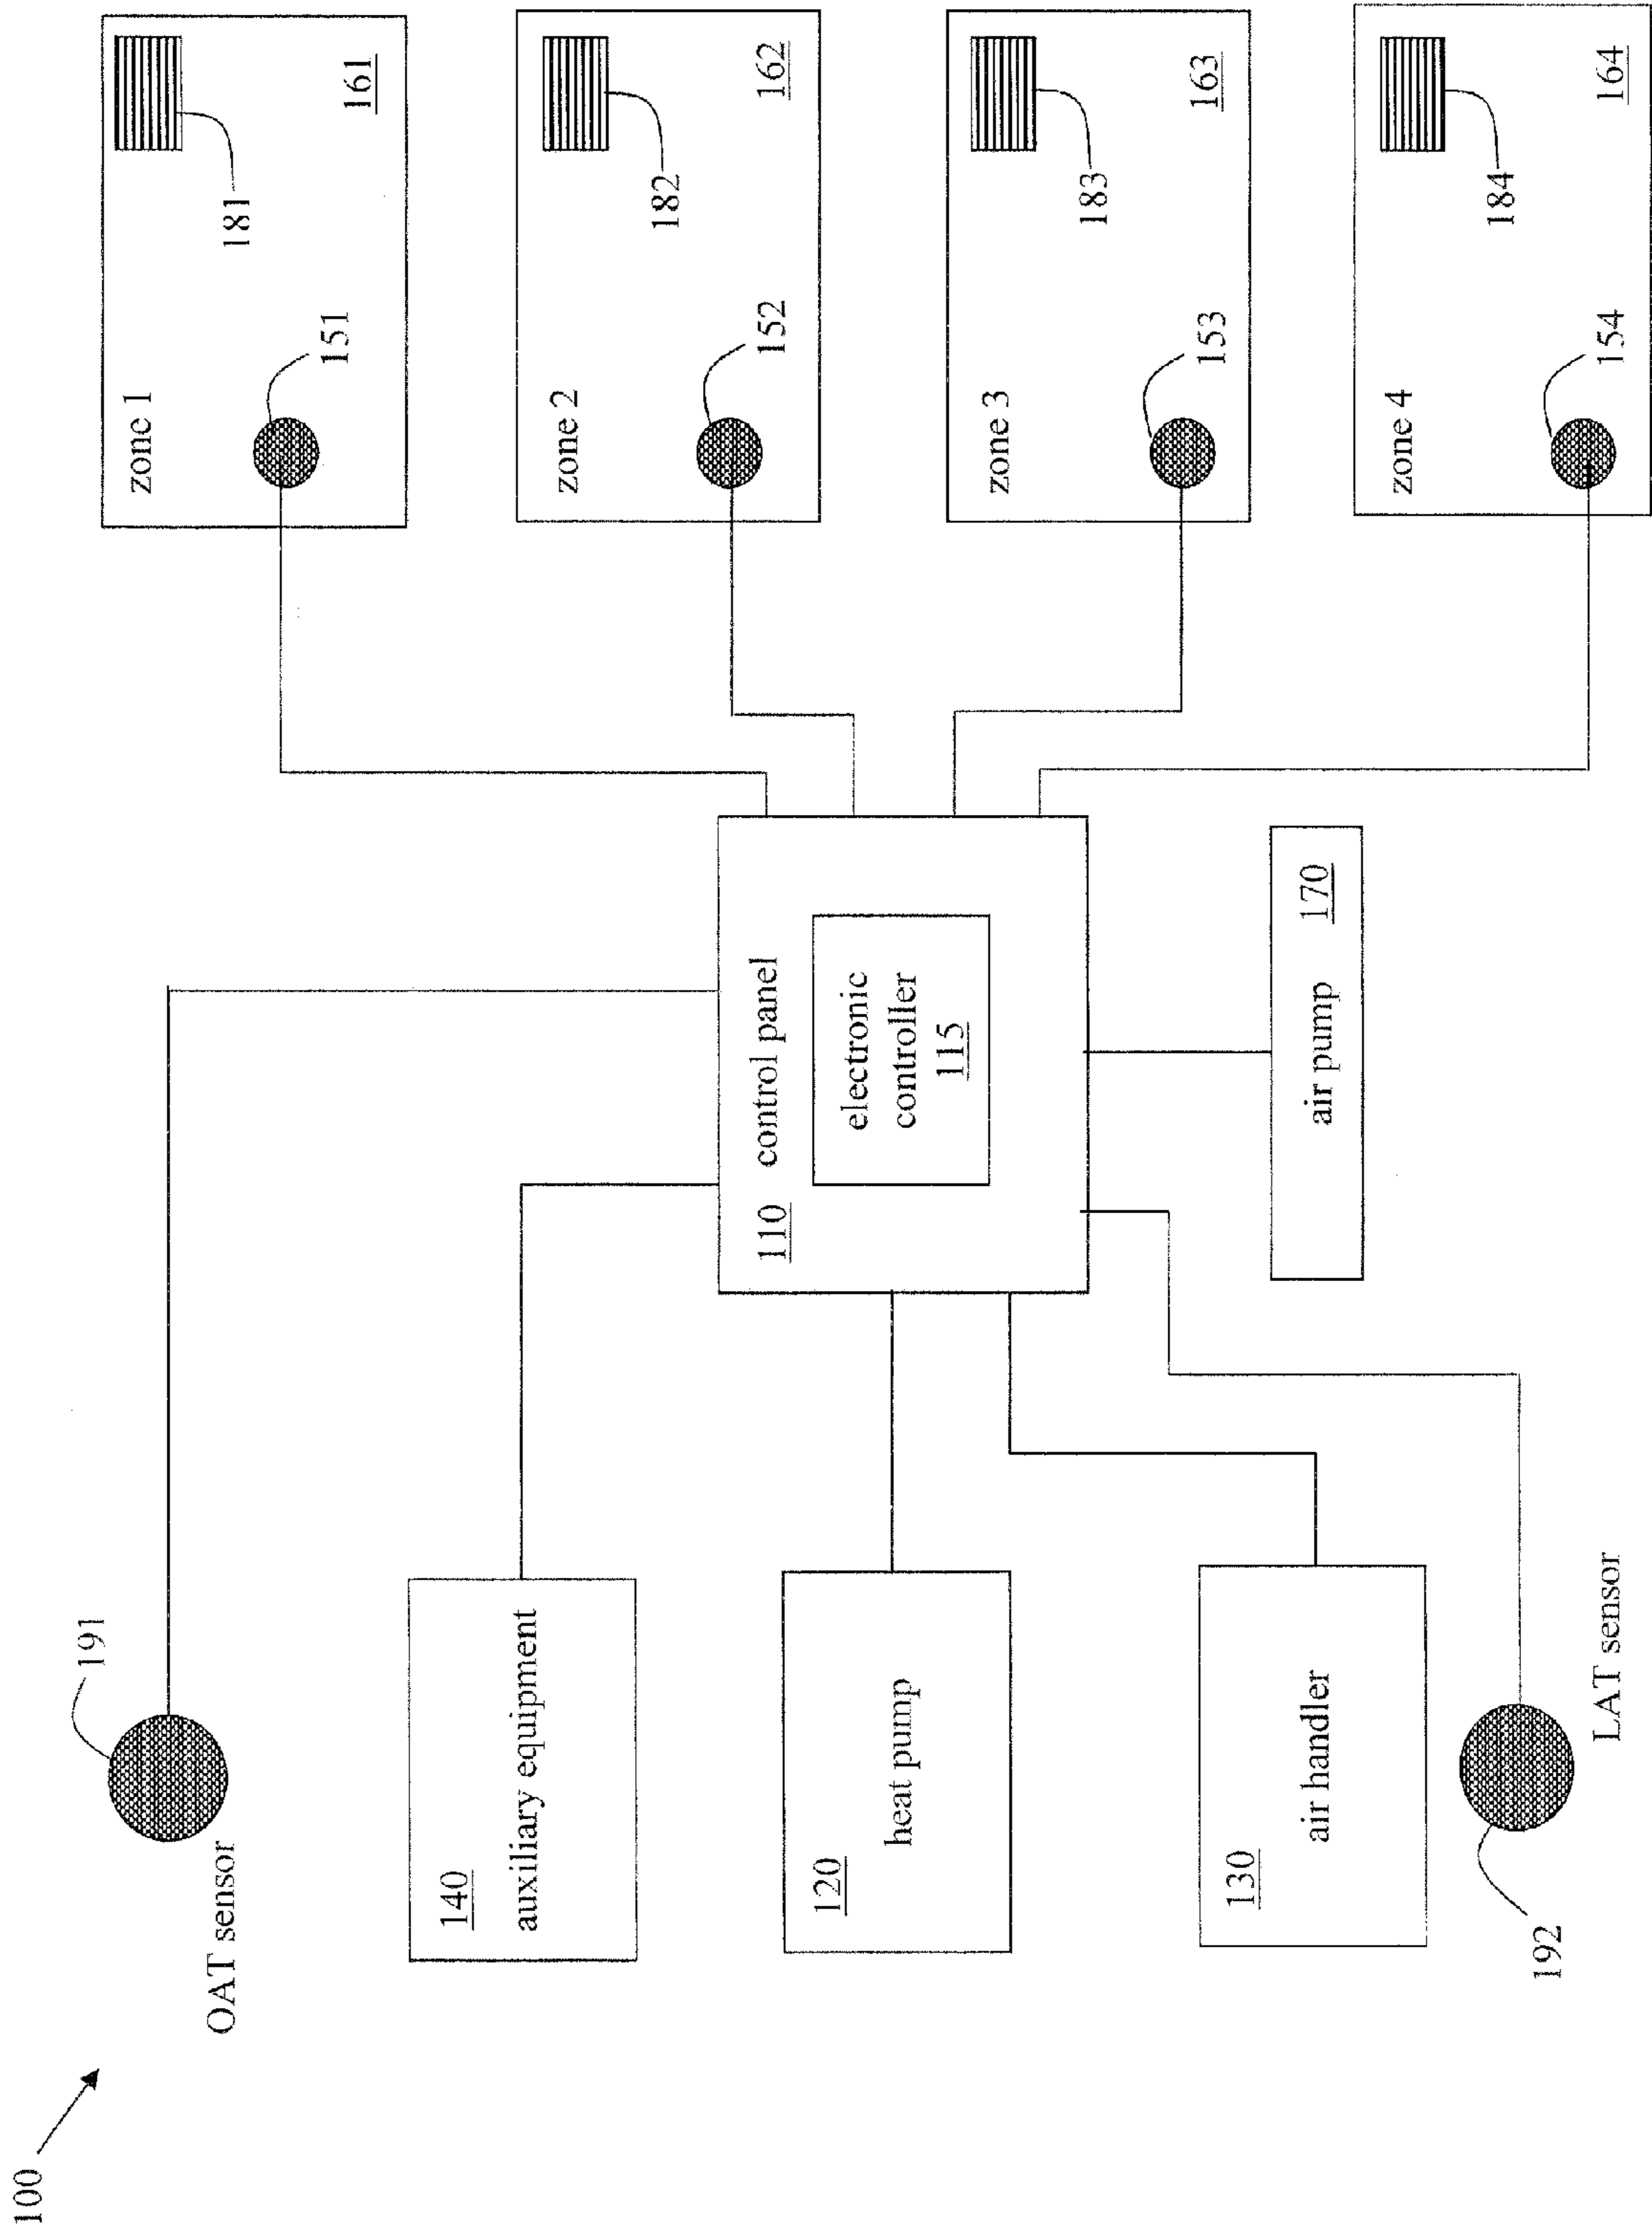 100
OAT sensor
191
140
auxiliary equipment
120
heat pump
130
air handler
192
LAT sensor
110 control panel
electronic
controller
115
air pump 170
zone 1
151
181
161
zone 2
152
182
162
zone 3
153
183
163
zone 4
154
184
164